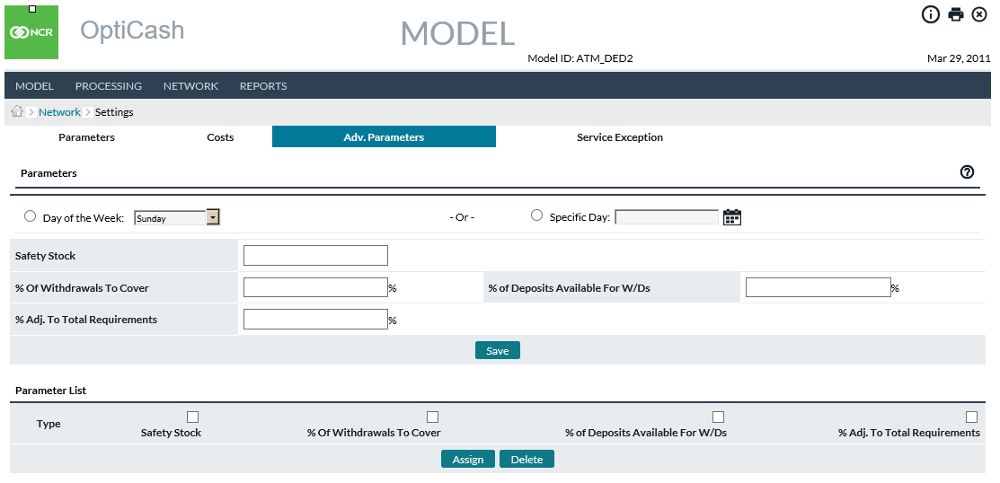 NCR
OptiCash
MODEL
Model ID: ATM_DED2
Mar 29, 2011
MODEL PROCESSING NETWORK REPORTS
Network > Settings
Parameters Costs Adv. Parameters Service Exception
Parameters
Day of the Week: Sunday - Or - Specific Day:
Safety Stock
% Of Withdrawals To Cover % % of Deposits Available For W/Ds %
% Adj. To Total Requirements %
Save
Parameter List
Type Safety Stock % Of Withdrawals To Cover % of Deposits Available For W/Ds % Adj. To Total Requirements
Assign Delete